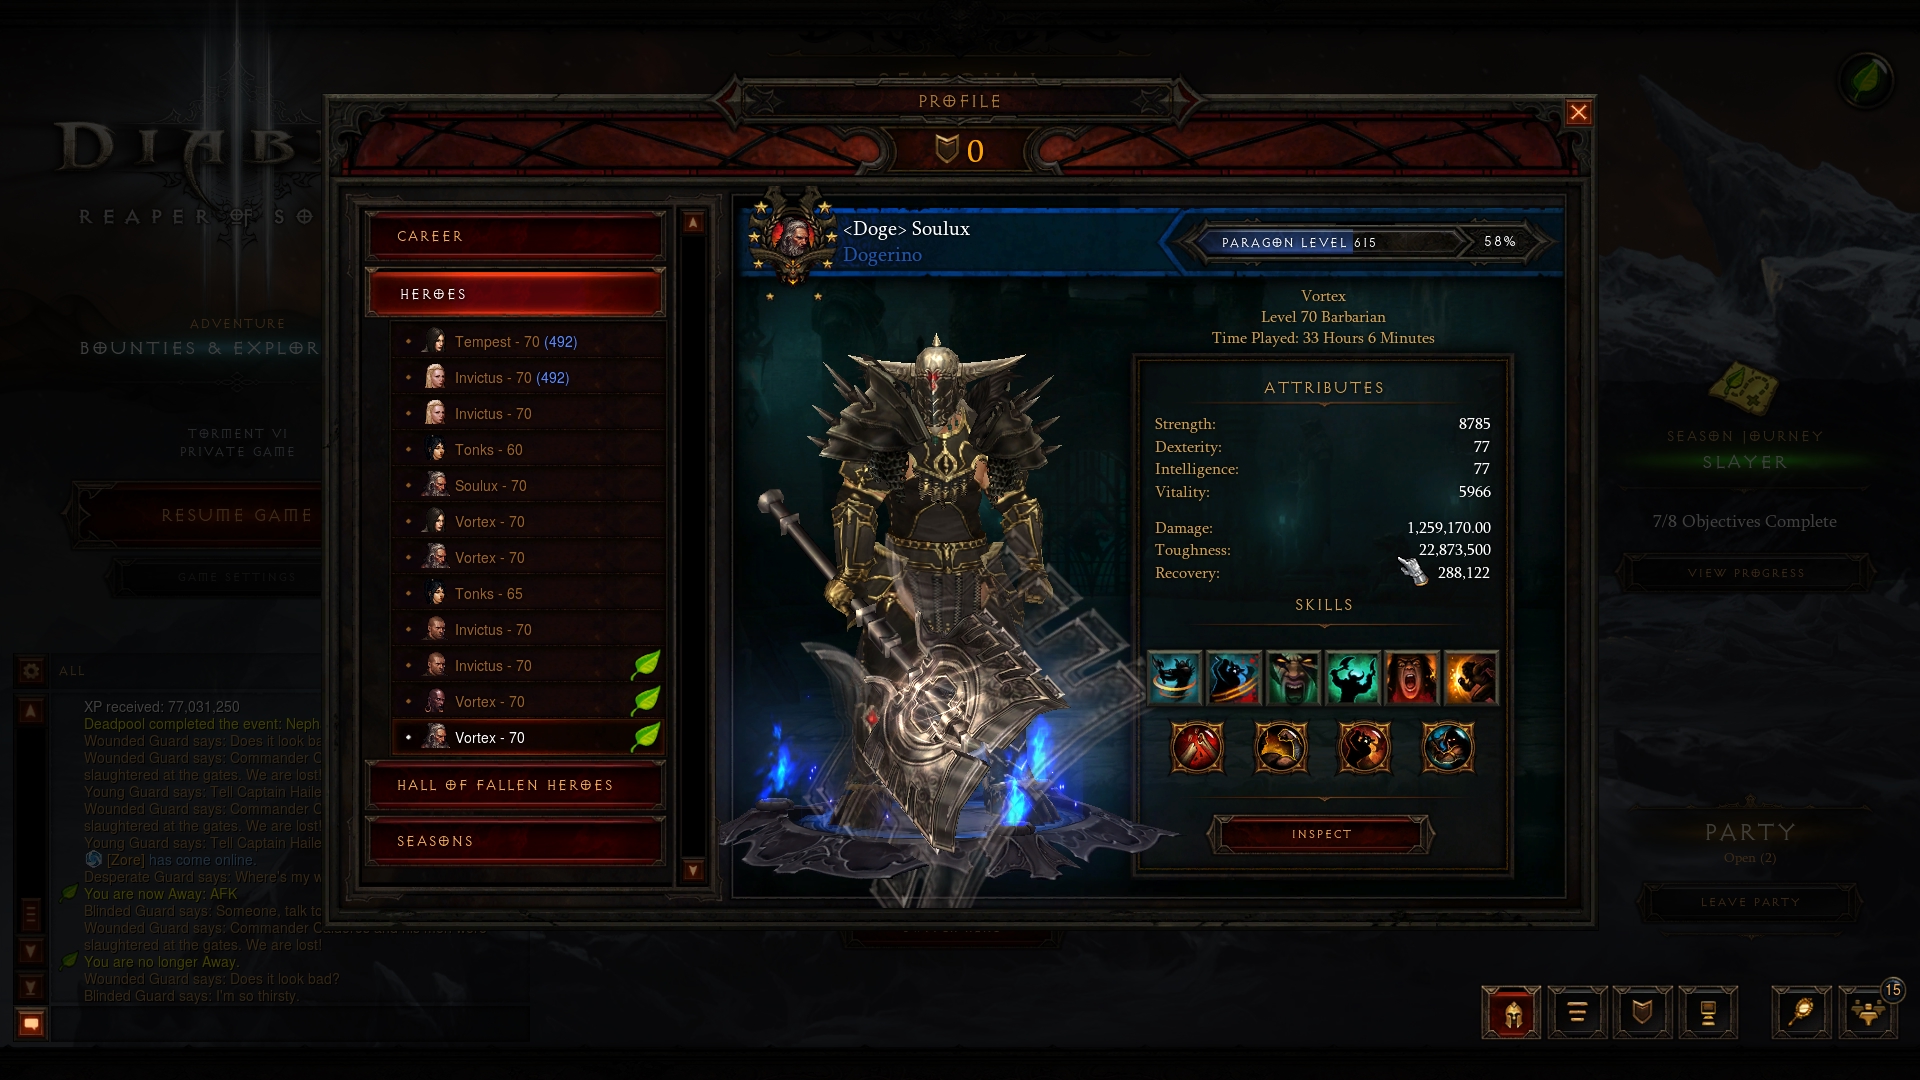 PROFILE
0
DIAB
REAPER OF SO
ADVENTURE
BOUNTIES & EXPLOR
TORMENT VI
PRIVATE GAME
RESUME GAME
GAME SETTINGS
CAREER
HEROES
Tempest - 70 (492)
Invictus - 70 (492)
Invictus - 70
Tonks - 60
Soulux - 70
Vortex - 70
Vortex - 70
Tonks - 65
Invictus - 70
Invictus - 70
Vortex - 70
Vortex - 70
HALL OF FALLEN HEROES
SEASONS
<Doge> Soulux
Dogerino
PARAGON LEVEL 615
58%
Vortex
Level 70 Barbarian
Time Played: 33 Hours 6 Minutes
ATTRIBUTES
Strength: 8785
Dexterity: 77
Intelligence: 77
Vitality: 5966
Damage: 1,259,170.00
Toughness: 22,873,500
Recovery: 288,122
SKILLS
INSPECT
SEASON JOURNEY
SLAYER
7/8 Objectives Complete
VIEW PROGRESS
PARTY
Open (2)
LEAVE PARTY
15
ALL
XP received: 77,031,250
Deadpool completed the event: Neph
Wounded Guard says: Does it look ba
Wounded Guard says: Commander C
slaughtered at the gates. We are lost!
Young Guard says: Tell Captain Haile
Wounded Guard says: Commander C
slaughtered at the gates. We are lost!
Young Guard says: Tell Captain Haile
[Zore] has come online.
Desperate Guard says: Where's my w
You are now Away: AFK
Blinded Guard says: Someone, talk to
Wounded Guard says: Commander
slaughtered at the gates. We are lost!
You are no longer Away.
Wounded Guard says: Does it look bad?
Blinded Guard says: I'm so thirsty.